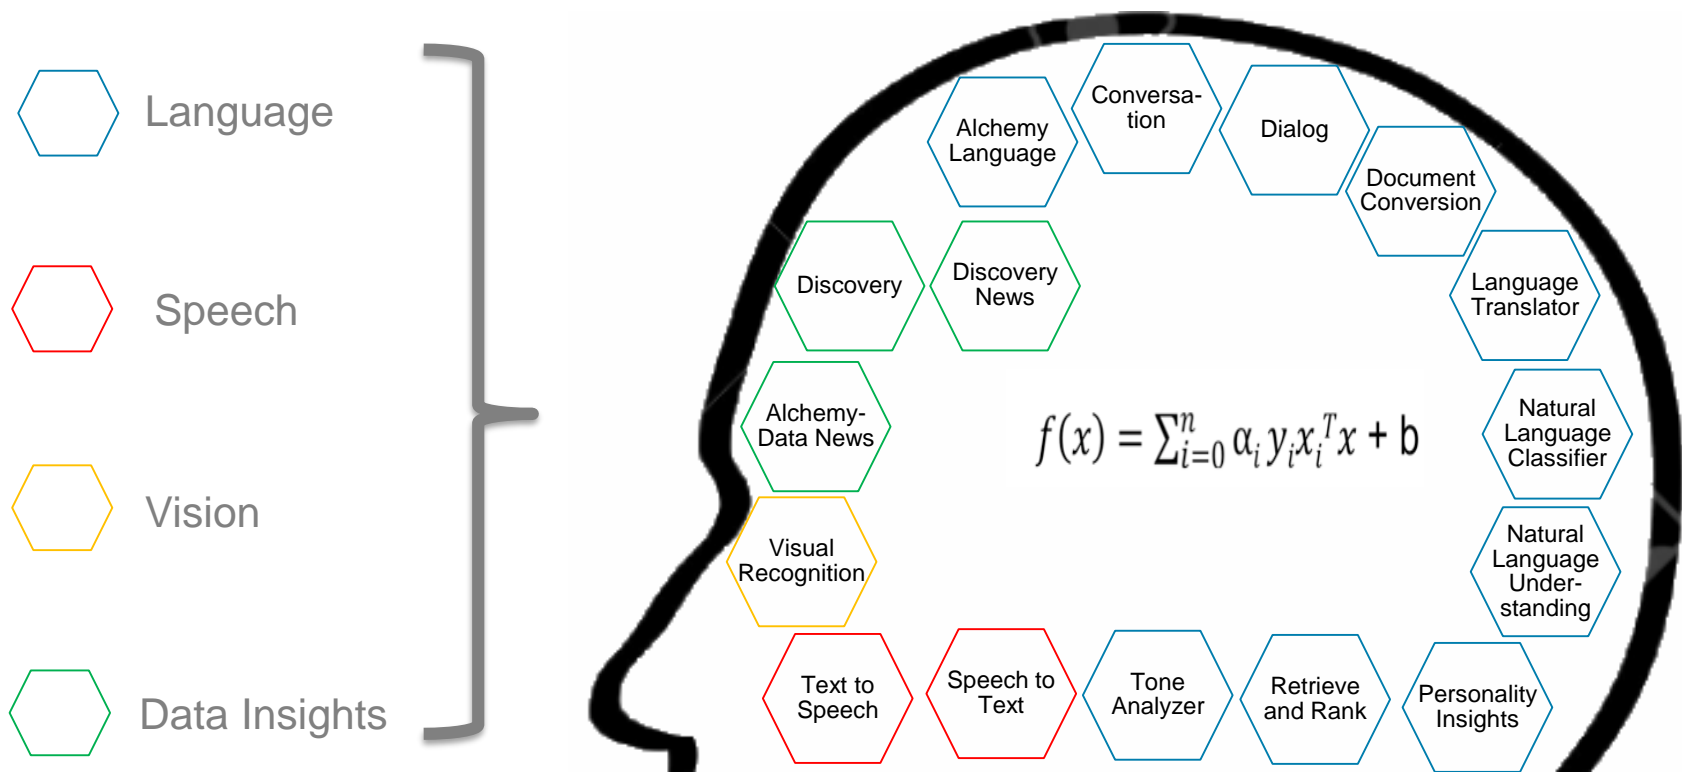 Language
Speech
Vision
Data Insights
Alchemy
Language
Conversa-
tion
Dialog
Document
Conversion
Discovery
Discovery
News
Language
Translator
Alchemy-
Data News
f(x) = ∑ⁿᵢ₌₀ αᵢ yᵢ xᵢᵀ x + b
Natural
Language
Classifier
Visual
Recognition
Natural
Language
Under-
standing
Text to
Speech
Speech to
Text
Tone
Analyzer
Retrieve
and Rank
Personality
Insights